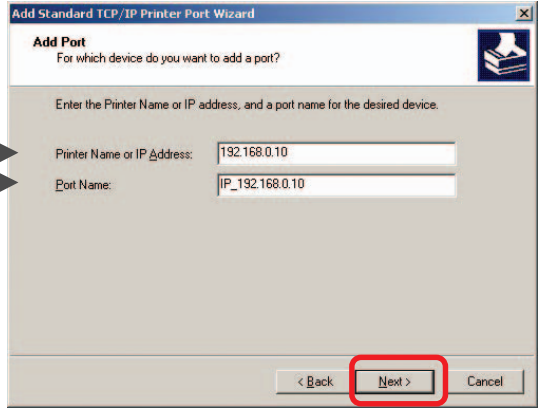 Add Standard TCP/IP Printer Port Wizard
Add Port
For which device do you want to add a port?
Enter the Printer Name or IP address, and a port name for the desired device.
Printer Name or IP Address: 192.168.0.10
Port Name: IP_192.168.0.10
< Back Next > Cancel